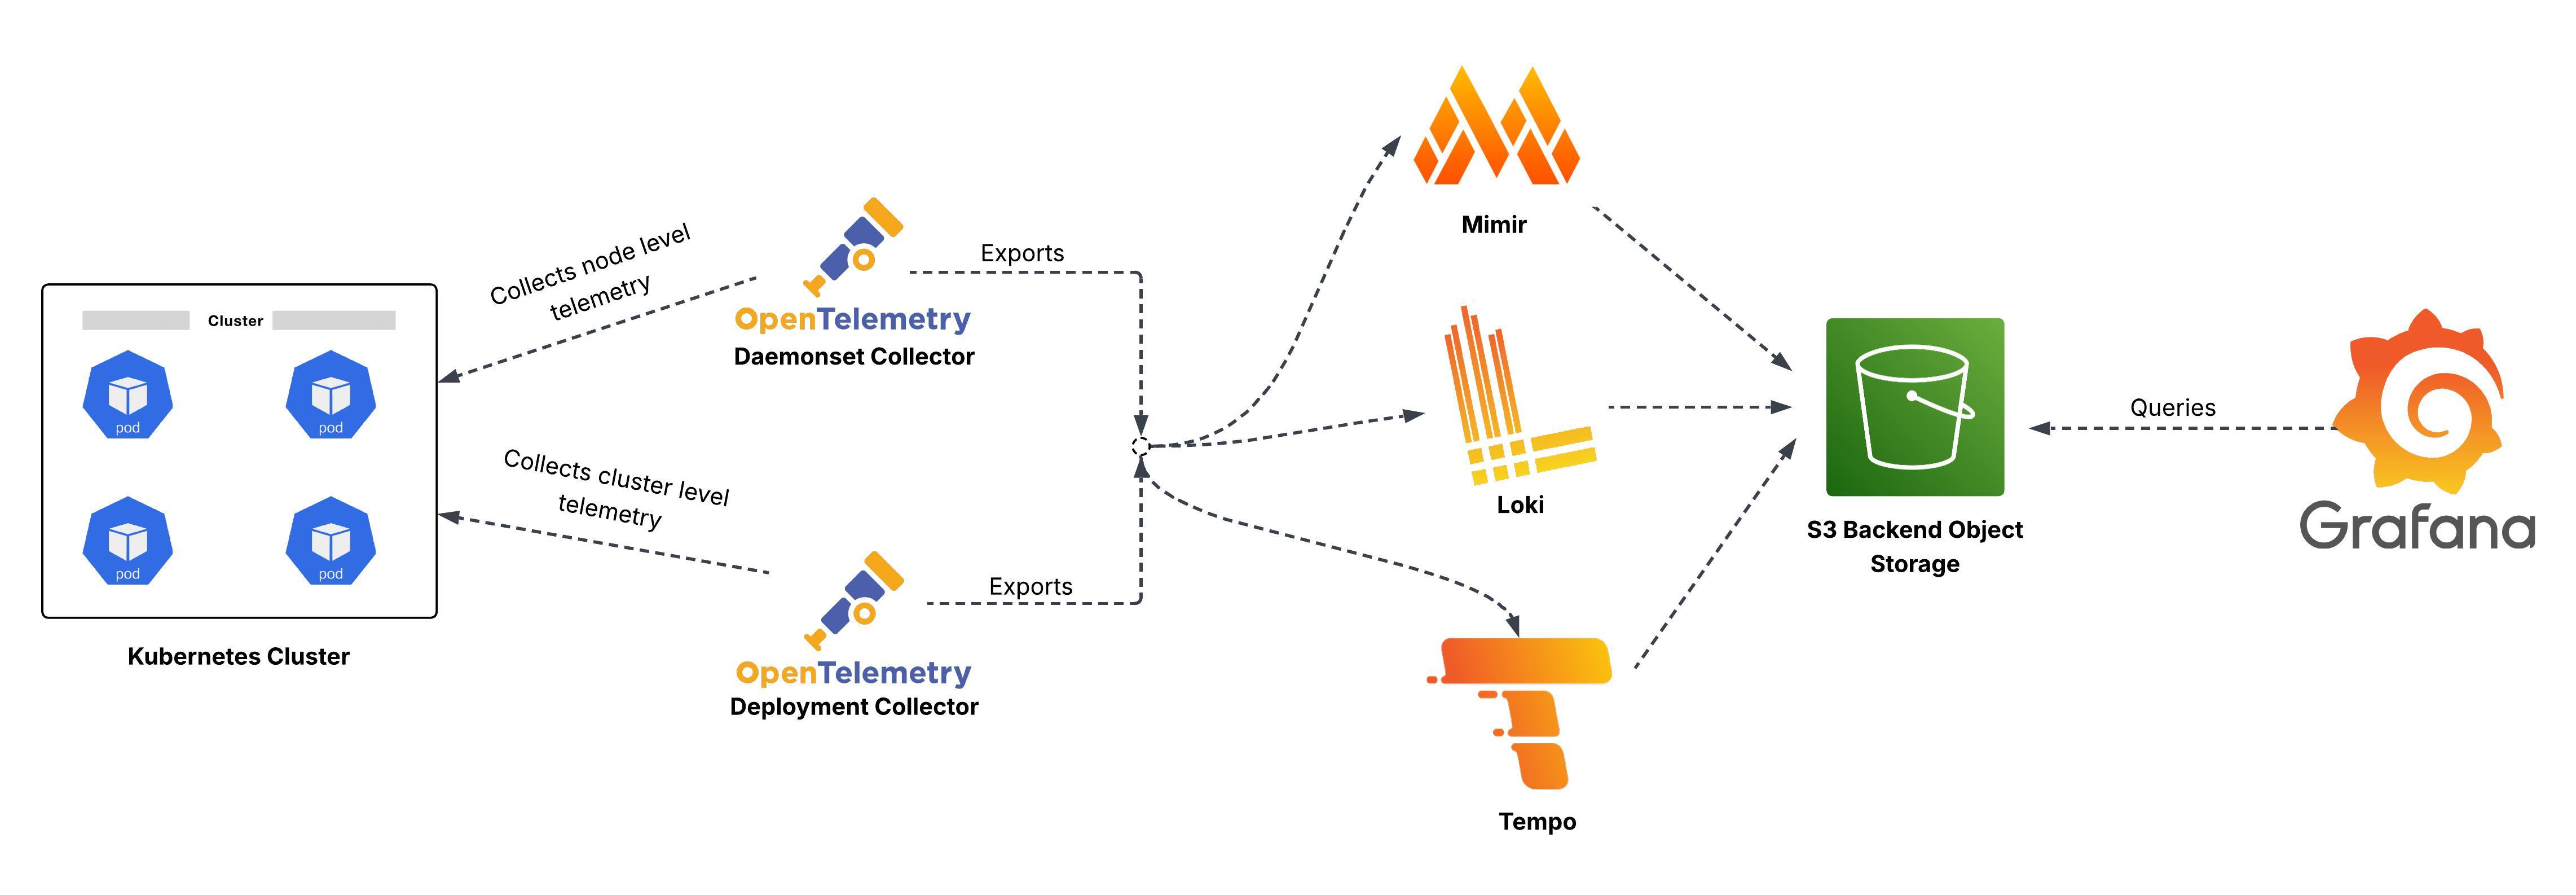 Cluster
pod
pod
pod
pod
Kubernetes Cluster
Collects node level
telemetry
Collects cluster level
telemetry
OpenTelemetry
Daemonset Collector
OpenTelemetry
Deployment Collector
Exports
Exports
Mimir
Loki
Tempo
S3 Backend Object
Storage
Queries
Grafana